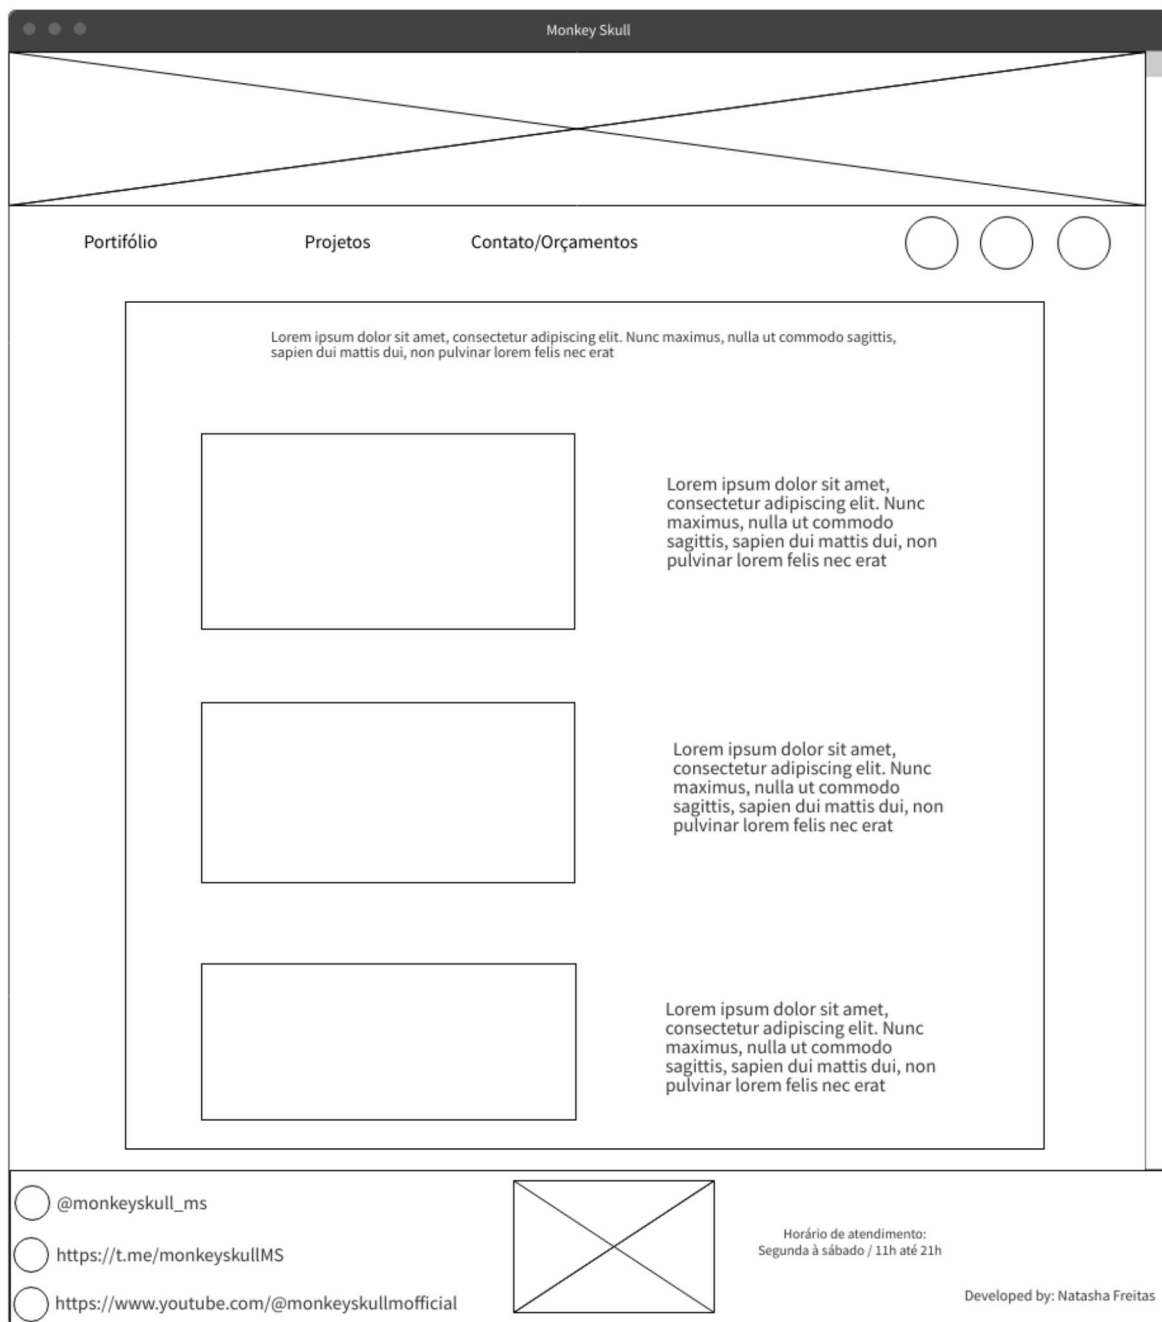 Monkey Skull
Portifólio
Projetos
Contato/Orçamentos
Lorem ipsum dolor sit amet, consectetur adipiscing elit. Nunc maximus, nulla ut commodo sagittis,
sapien dui mattis dui, non pulvinar lorem felis nec erat
Lorem ipsum dolor sit amet,
consectetur adipiscing elit. Nunc
maximus, nulla ut commodo
sagittis, sapien dui mattis dui, non
pulvinar lorem felis nec erat
Lorem ipsum dolor sit amet,
consectetur adipiscing elit. Nunc
maximus, nulla ut commodo
sagittis, sapien dui mattis dui, non
pulvinar lorem felis nec erat
Lorem ipsum dolor sit amet,
consectetur adipiscing elit. Nunc
maximus, nulla ut commodo
sagittis, sapien dui mattis dui, non
pulvinar lorem felis nec erat
@monkeyskull_ms
https://t.me/monkeyskullMS
https://www.youtube.com/@monkeyskullmofficial
Horário de atendimento:
Segunda à sábado / 11h até 21h
Developed by: Natasha Freitas